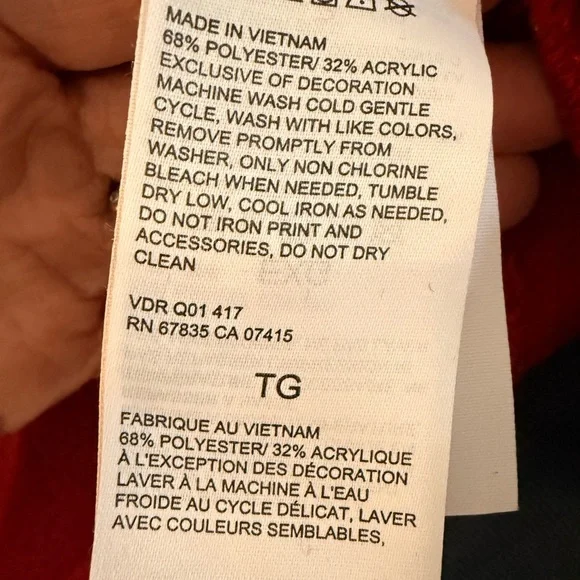 MADE IN VIETNAM
68% POLYESTER/ 32% ACRYLIC
EXCLUSIVE OF DECORATION
MACHINE WASH COLD GENTLE
CYCLE, WASH WITH LIKE COLORS,
REMOVE PROMPTLY FROM
WASHER, ONLY NON CHLORINE
BLEACH WHEN NEEDED, TUMBLE
DRY LOW, COOL IRON AS NEEDED,
DO NOT IRON PRINT AND
ACCESSORIES, DO NOT DRY
CLEAN
VDR Q01 417
RN 67835 CA 07415
TG
FABRIQUE AU VIETNAM
68% POLYESTER/ 32% ACRYLIQUE
À L'EXCEPTION DES DÉCORATION
LAVER À LA MACHINE À L'EAU
FROIDE AU CYCLE DÉLICAT, LAVER
AVEC COULEURS SEMBLABLES,